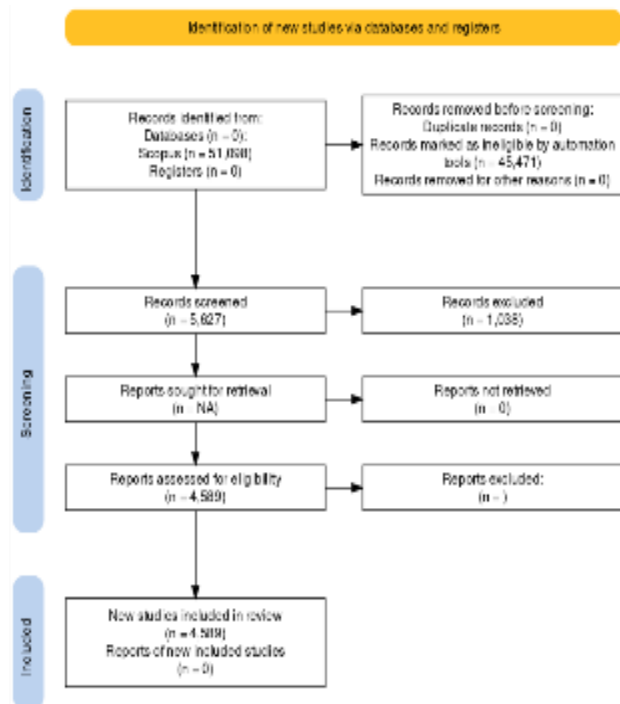 Identification of new studies via databases and registers
Identification
Records identified from:
Databases (n = 0):
Scopus (n = 51,098)
Registers (n = 0)
Records removed before screening:
Duplicate records (n = 0)
Records marked as ineligible by automation
tools (n = 45,471)
Records removed for other reasons (n = 0)
Screening
Records screened
(n = 5,627)
Records excluded
(n = 1,038)
Reports sought for retrieval
(n = NA)
Reports not retrieved
(n = 0)
Reports assessed for eligibility
(n = 4,589)
Reports excluded:
(n = )
Included
New studies included in review
(n = 4,589)
Reports of new included studies
(n = 0)